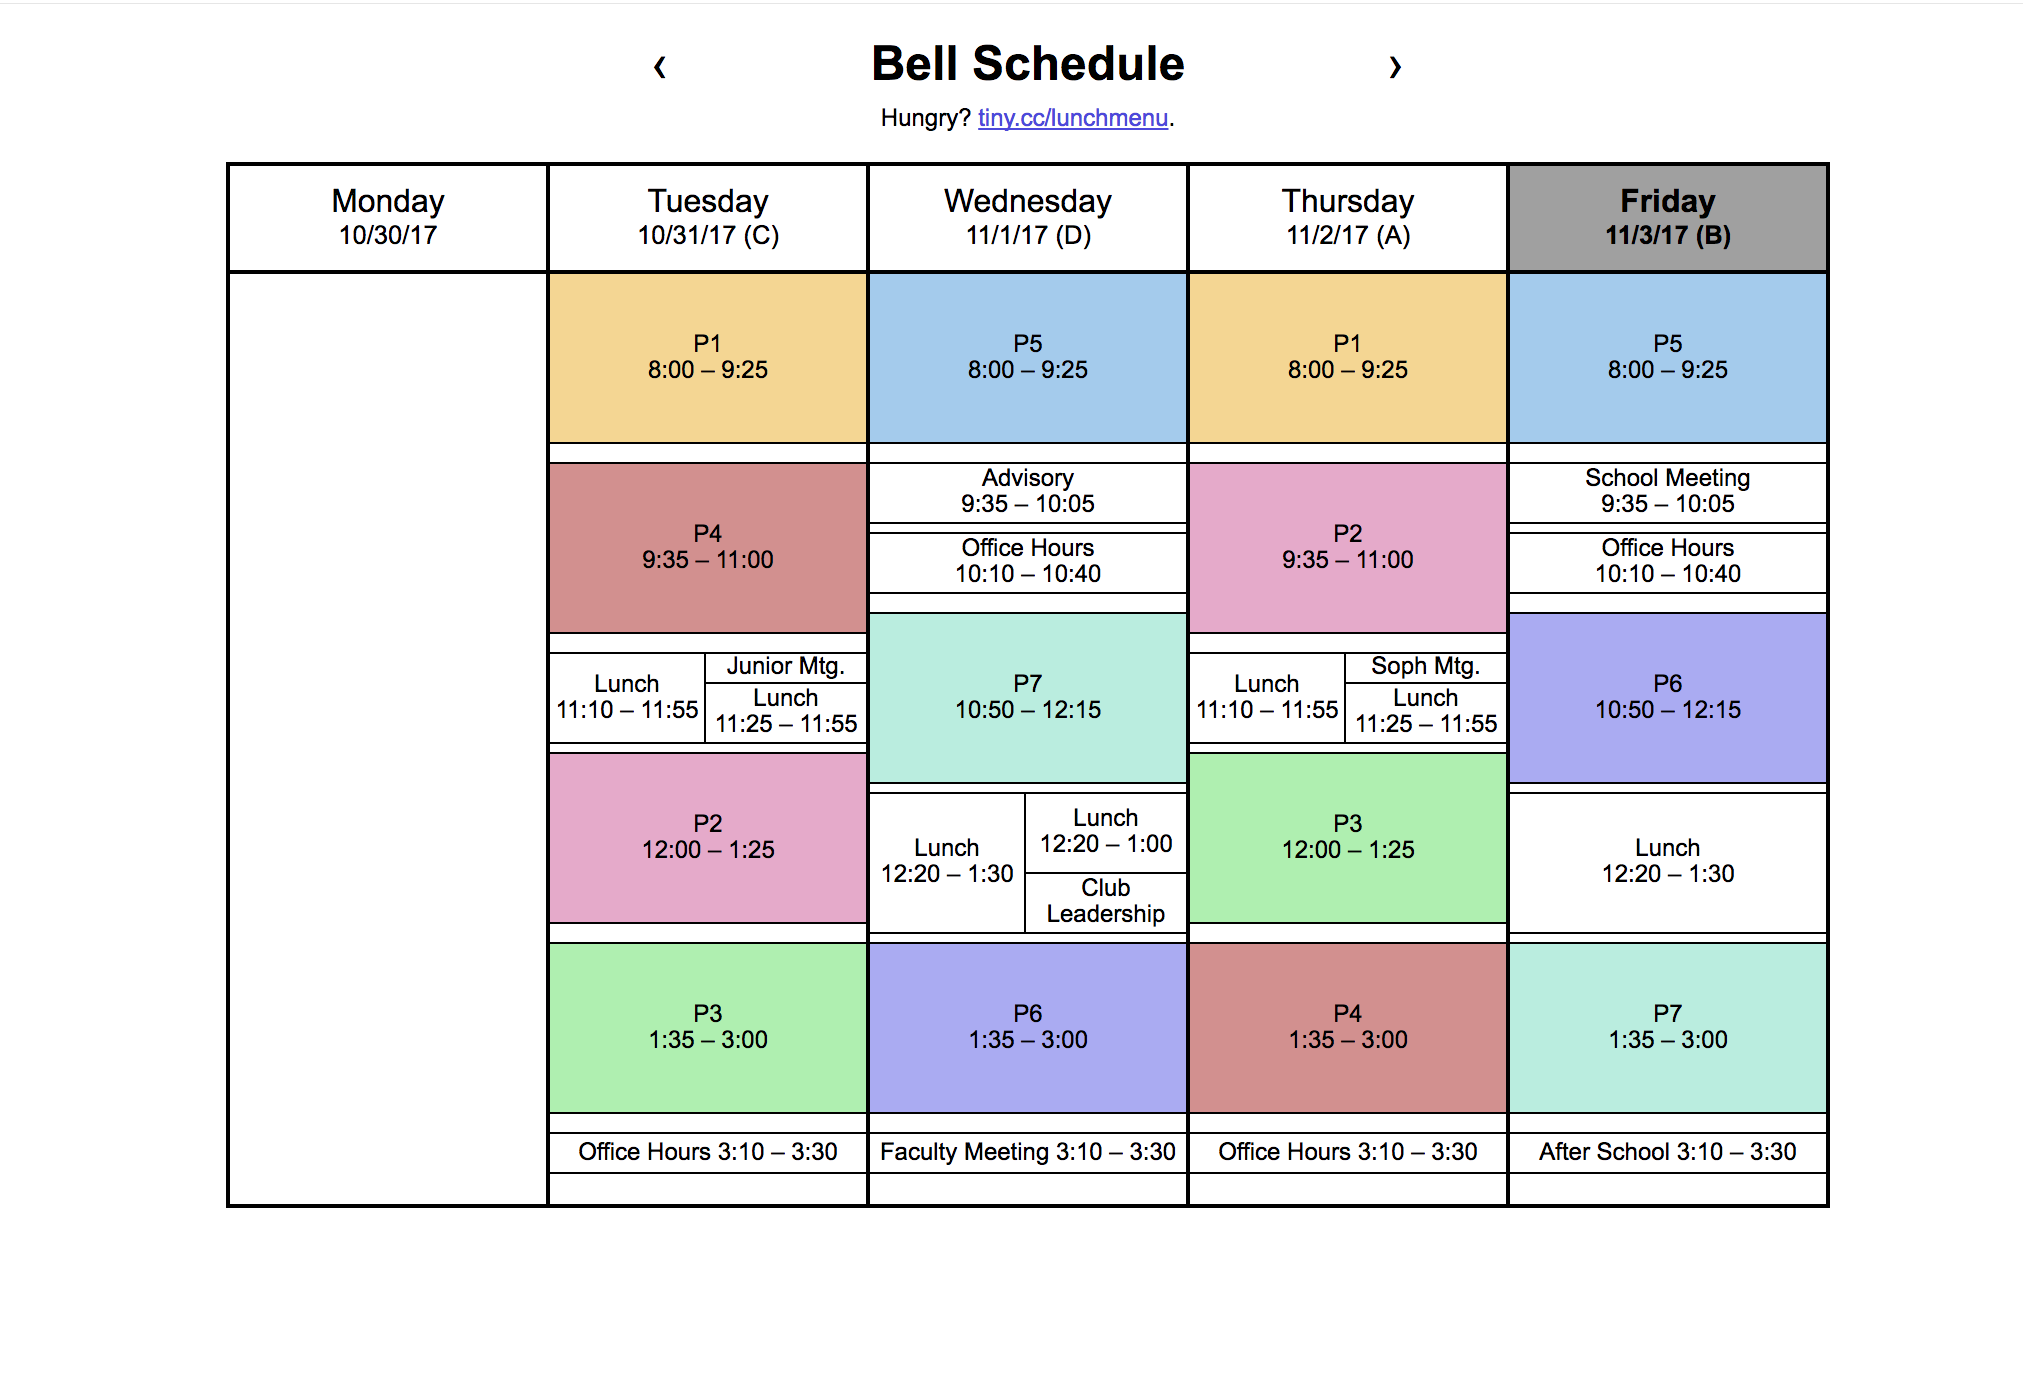 ‹ Bell Schedule ›
Hungry? tiny.cc/lunchmenu.
Monday
10/30/17
Tuesday
10/31/17 (C)
Wednesday
11/1/17 (D)
Thursday
11/2/17 (A)
Friday
11/3/17 (B)
P1
8:00 – 9:25
P4
9:35 – 11:00
Lunch
11:10 – 11:55
Junior Mtg.
Lunch
11:25 – 11:55
P2
12:00 – 1:25
P3
1:35 – 3:00
Office Hours 3:10 – 3:30
P5
8:00 – 9:25
Advisory
9:35 – 10:05
Office Hours
10:10 – 10:40
P7
10:50 – 12:15
Lunch
12:20 – 1:30
Lunch
12:20 – 1:00
Club
Leadership
P6
1:35 – 3:00
Faculty Meeting 3:10 – 3:30
P1
8:00 – 9:25
P2
9:35 – 11:00
Lunch
11:10 – 11:55
Soph Mtg.
Lunch
11:25 – 11:55
P3
12:00 – 1:25
P4
1:35 – 3:00
Office Hours 3:10 – 3:30
P5
8:00 – 9:25
School Meeting
9:35 – 10:05
Office Hours
10:10 – 10:40
P6
10:50 – 12:15
Lunch
12:20 – 1:30
P7
1:35 – 3:00
After School 3:10 – 3:30